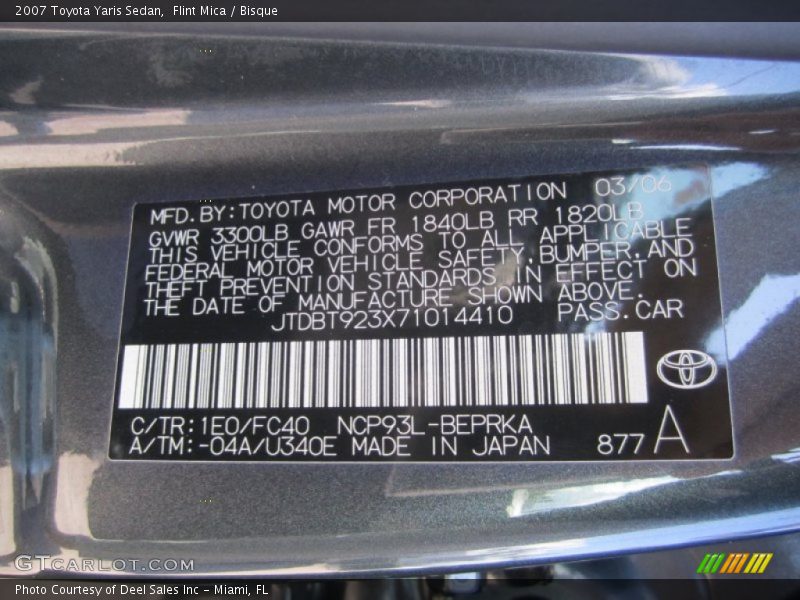 2007 Toyota Yaris Sedan,  Flint Mica / Bisque
MFD. BY: TOYOTA MOTOR CORPORATION 03/06
GVWR 3300LB GAWR FR 1840LB RR 1820LB
THIS VEHICLE CONFORMS TO ALL APPLICABLE
FEDERAL MOTOR VEHICLE SAFETY, BUMPER, AND
THEFT PREVENTION STANDARDS IN EFFECT ON
THE DATE OF MANUFACTURE SHOWN ABOVE.
JTDBT923X71014410 PASS. CAR
C/TR: 1E0/FC40 NCP93L-BEPRKA
A/TM: -04A/U340E MADE IN JAPAN 877 A
GTCARLOT.COM
Photo Courtesy of Deel Sales Inc - Miami, FL